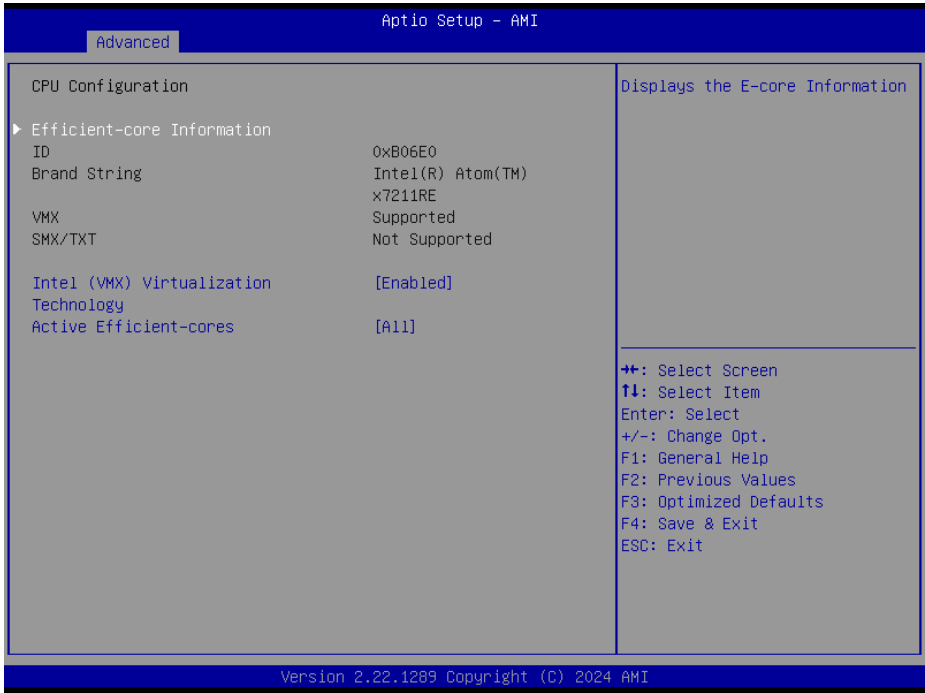 Aptio Setup – AMI
Advanced
CPU Configuration
Displays the E-core Information
▶ Efficient-core Information
ID 0xB06E0
Brand String Intel(R) Atom(TM)
x7211RE
VMX Supported
SMX/TXT Not Supported
Intel (VMX) Virtualization [Enabled]
Technology
Active Efficient-cores [All]
→←: Select Screen
↑↓: Select Item
Enter: Select
+/-: Change Opt.
F1: General Help
F2: Previous Values
F3: Optimized Defaults
F4: Save & Exit
ESC: Exit
Version 2.22.1289 Copyright (C) 2024 AMI